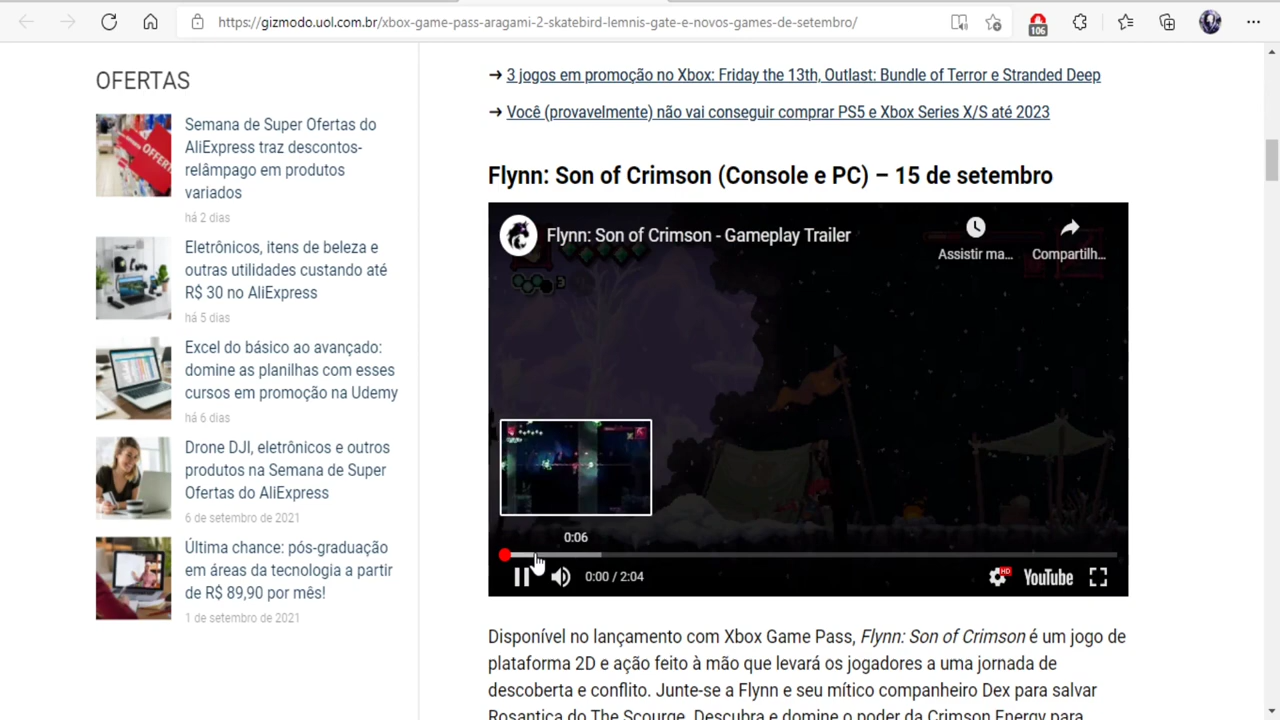 https://gizmodo.uol.com.br/xbox-game-pass-aragami-2-skatebird-lemnis-gate-e-novos-games-de-setembro/
106
OFERTAS
Semana de Super Ofertas do
AliExpress traz descontos-
relâmpago em produtos
variados
há 2 dias
Eletrônicos, itens de beleza e
outras utilidades custando até
R$ 30 no AliExpress
há 5 dias
Excel do básico ao avançado:
domine as planilhas com esses
cursos em promoção na Udemy
há 6 dias
Drone DJI, eletrônicos e outros
produtos na Semana de Super
Ofertas do AliExpress
6 de setembro de 2021
Última chance: pós-graduação
em áreas da tecnologia a partir
de R$ 89,90 por mês!
1 de setembro de 2021
→ 3 jogos em promoção no Xbox: Friday the 13th, Outlast: Bundle of Terror e Stranded Deep
→ Você (provavelmente) não vai conseguir comprar PS5 e Xbox Series X/S até 2023
Flynn: Son of Crimson (Console e PC) – 15 de setembro
Flynn: Son of Crimson - Gameplay Trailer
Assistir ma...
Compartilh...
0:06
0:00 / 2:04
HD
YouTube
Disponível no lançamento com Xbox Game Pass, Flynn: Son of Crimson é um jogo de
plataforma 2D e ação feito à mão que levará os jogadores a uma jornada de
descoberta e conflito. Junte-se a Flynn e seu mítico companheiro Dex para salvar
Rosantica do The Scourge. Descubra e domine o poder da Crimson Energy para